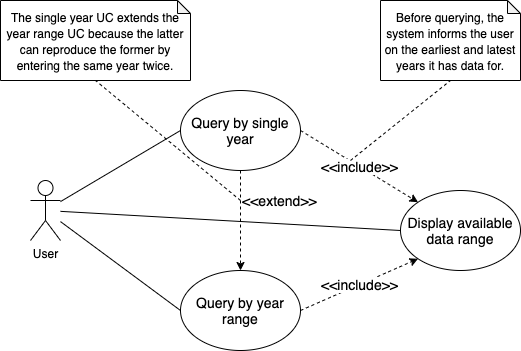 The single year UC extends the
year range UC because the latter
can reproduce the former by
entering the same year twice.
Before querying, the
system informs the user
on the earliest and latest
years it has data for.
Query by single
year
<<include>>
<<extend>>
User
Display available
data range
<<include>>
Query by year
range